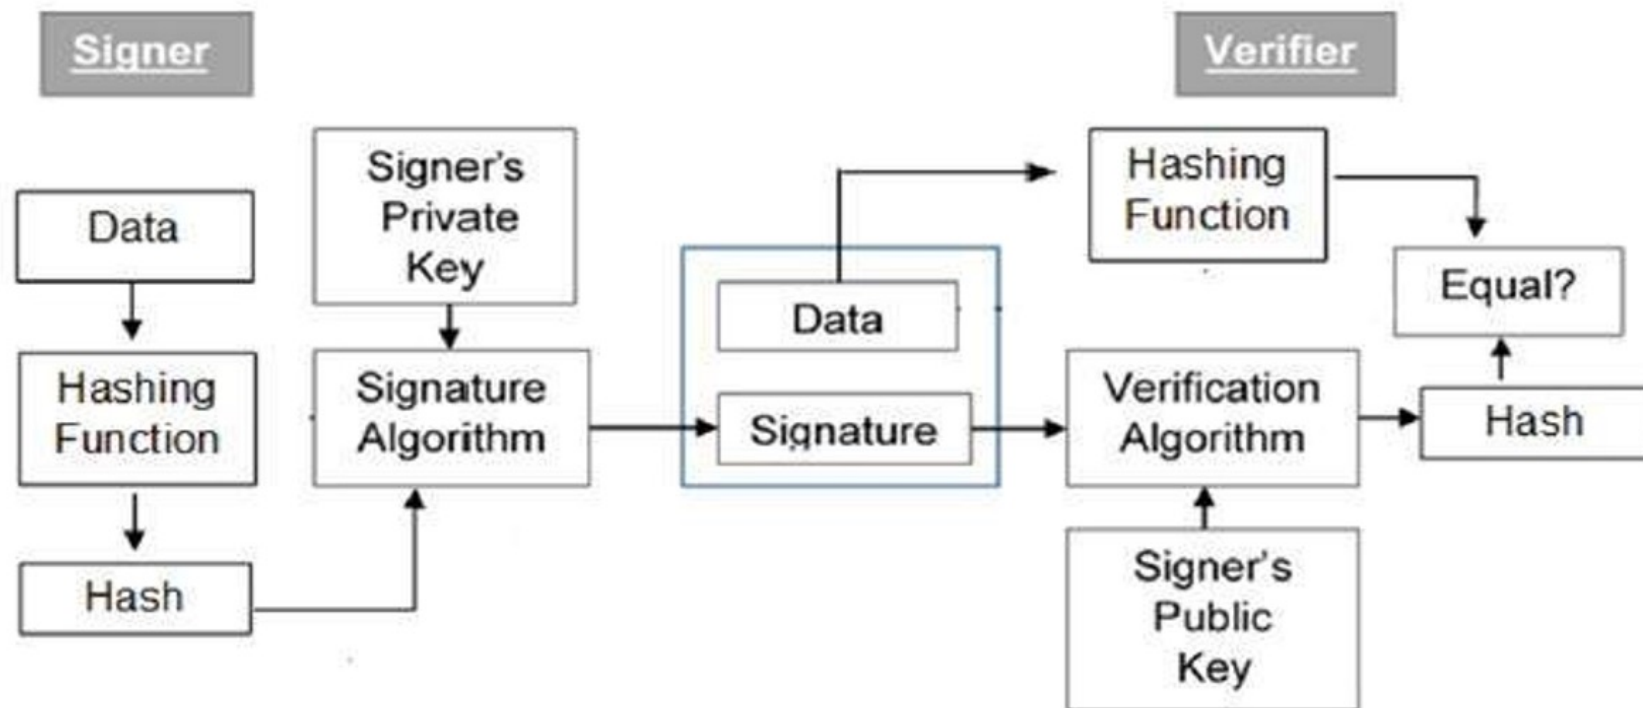 Signer
Verifier
Data
Hashing
Function
Hash
Signer's
Private
Key
Signature
Algorithm
Data
Signature
Hashing
Function
Equal?
Verification
Algorithm
Hash
Signer's
Public
Key